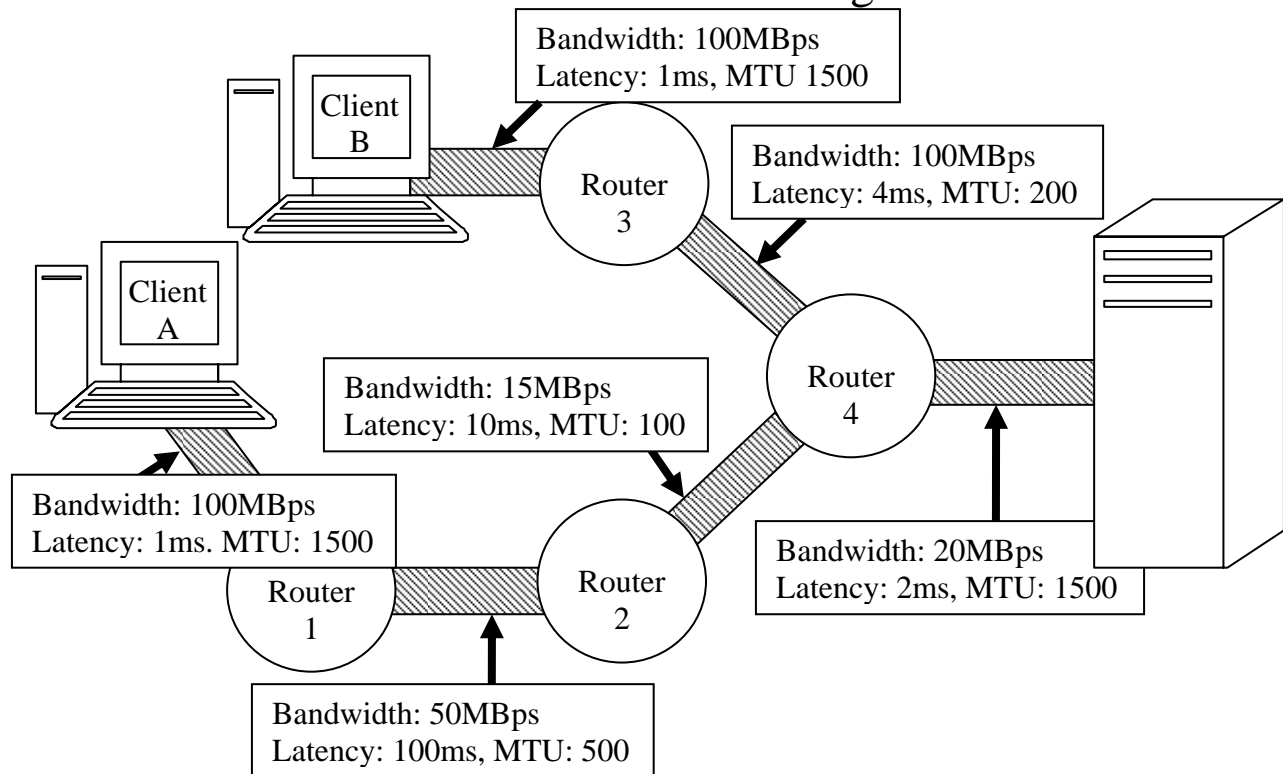 Bandwidth: 100MBps
Latency: 1ms, MTU 1500
Client
B
Router
3
Bandwidth: 100MBps
Latency: 4ms, MTU: 200
Client
A
Bandwidth: 15MBps
Latency: 10ms, MTU: 100
Router
4
Bandwidth: 100MBps
Latency: 1ms. MTU: 1500
Router
1
Router
2
Bandwidth: 20MBps
Latency: 2ms, MTU: 1500
Bandwidth: 50MBps
Latency: 100ms, MTU: 500